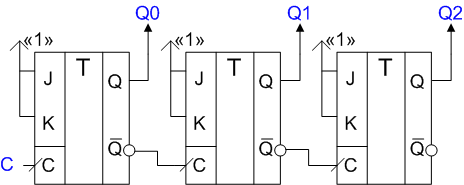 Q0 Q1 Q2
«1» «1» «1»
T T T
J Q J Q J Q
K K K
Q̅ Q̅ Q̅
C C C C